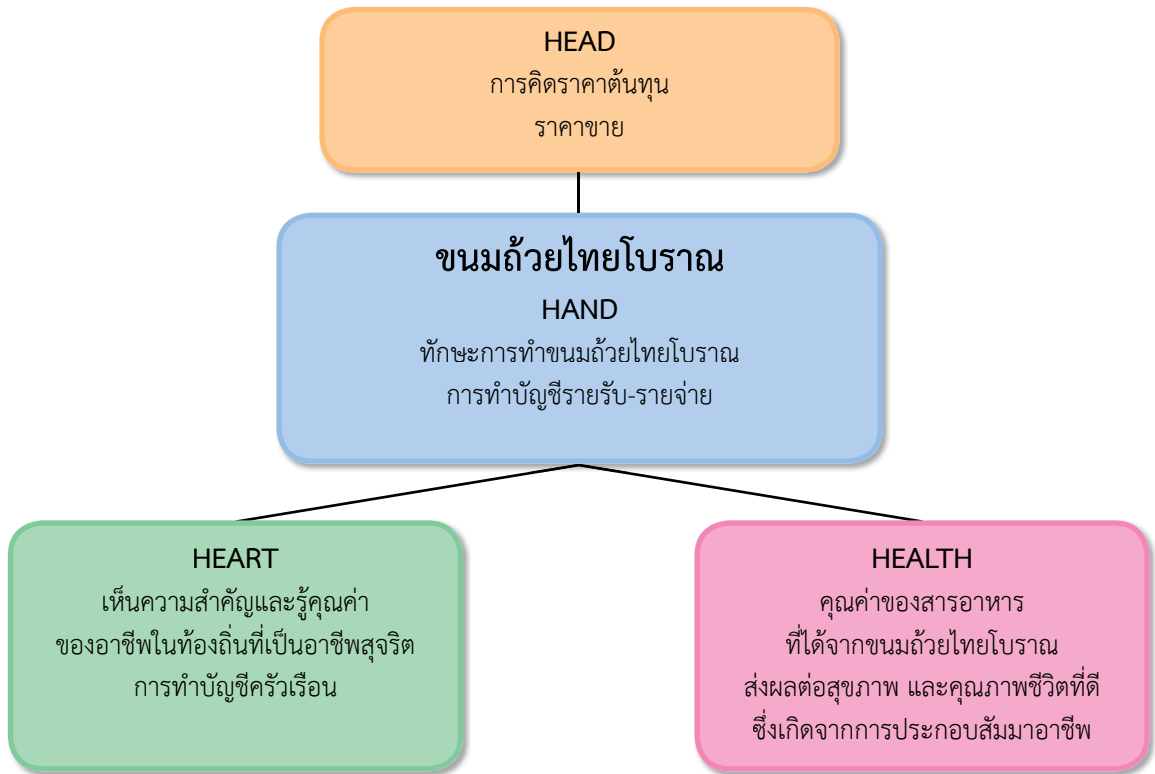 HEAD
การคิดราคาต้นทุน
ราคาขาย
ขนมถ้วยไทยโบราณ
HAND
ทักษะการทำขนมถ้วยไทยโบราณ
การทำบัญชีรายรับ-รายจ่าย
HEART
เห็นความสำคัญและรู้คุณค่า
ของอาชีพในท้องถิ่นที่เป็นอาชีพสุจริต
การทำบัญชีครัวเรือน
HEALTH
คุณค่าของสารอาหาร
ที่ได้จากขนมถ้วยไทยโบราณ
ส่งผลต่อสุขภาพ และคุณภาพชีวิตที่ดี
ซึ่งเกิดจากการประกอบสัมมาอาชีพ